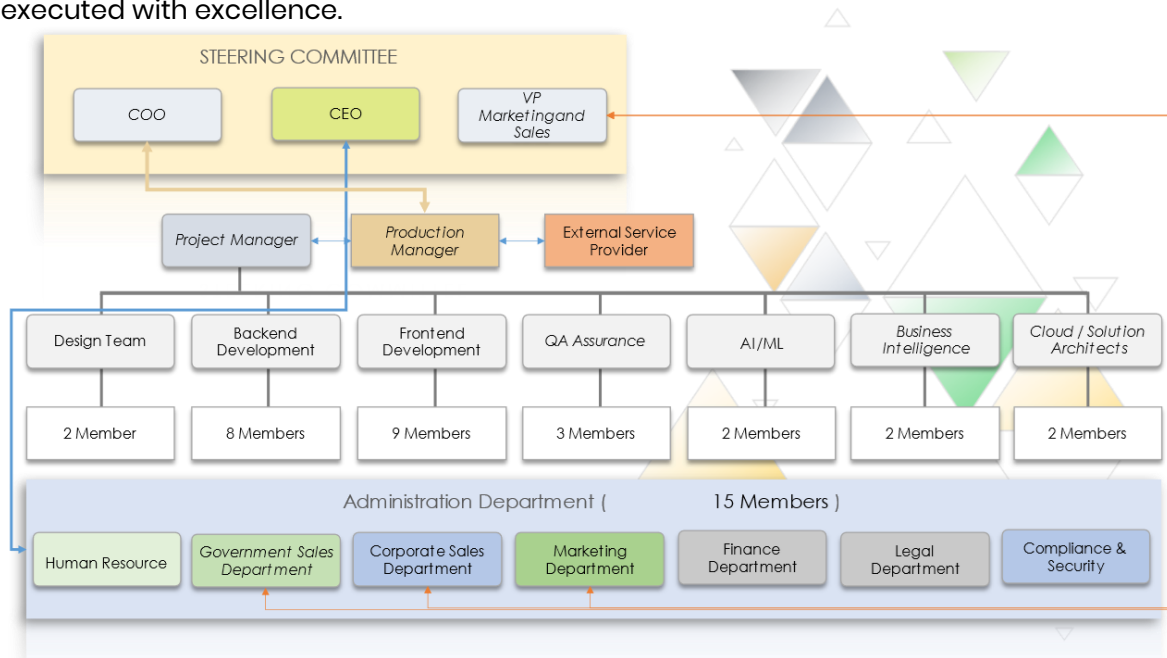 executed with excellence.
STEERING COMMITTEE
COO
CEO
VP
Marketingand
Sales
Project Manager
Production
Manager
External Service
Provider
Design Team
Backend
Development
Frontend
Development
QA Assurance
AI/ML
Business
Intelligence
Cloud / Solution
Architects
2 Member
8 Members
9 Members
3 Members
2 Members
2 Members
2 Members
Administration Department ( 15 Members )
Human Resource
Government Sales
Department
Corporate Sales
Department
Marketing
Department
Finance
Department
Legal
Department
Compliance &
Security